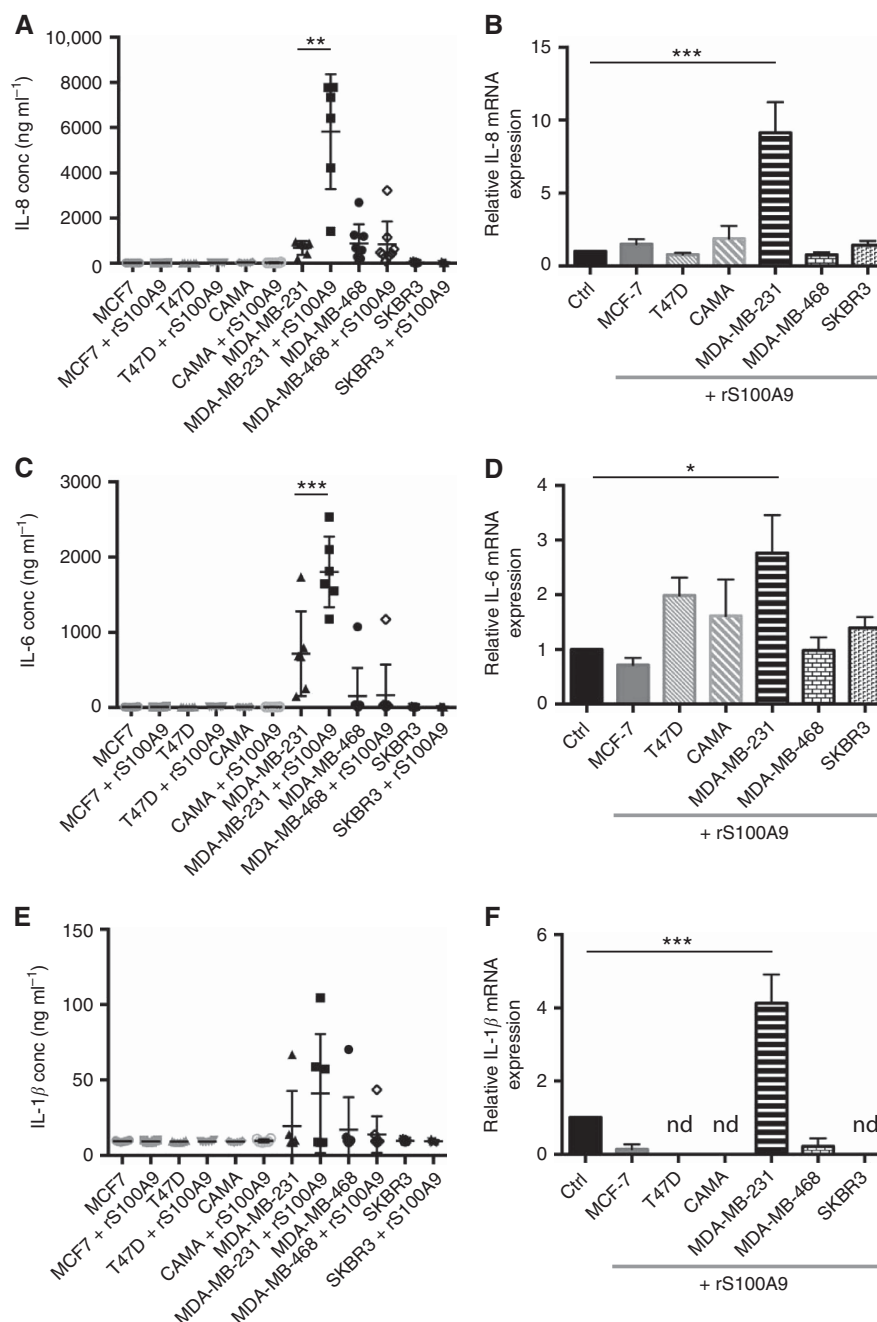 A
IL-8 conc (ng ml−1)
10,000
8000
6000
4000
2000
0
**
MCF7
MCF7 + rS100A9
T47D
T47D + rS100A9
CAMA
CAMA + rS100A9
MDA-MB-231
MDA-MB-231 + rS100A9
MDA-MB-468
MDA-MB-468 + rS100A9
SKBR3
SKBR3 + rS100A9
B
Relative IL-8 mRNA
expression
15
10
5
0
***
Ctrl
MCF-7
T47D
CAMA
MDA-MB-231
MDA-MB-468
SKBR3
+ rS100A9
C
IL-6 conc (ng ml−1)
3000
2000
1000
0
***
MCF7
MCF7 + rS100A9
T47D
T47D + rS100A9
CAMA
CAMA + rS100A9
MDA-MB-231
MDA-MB-231 + rS100A9
MDA-MB-468
MDA-MB-468 + rS100A9
SKBR3
SKBR3 + rS100A9
D
Relative IL-6 mRNA
expression
4
3
2
1
0
*
Ctrl
MCF-7
T47D
CAMA
MDA-MB-231
MDA-MB-468
SKBR3
+ rS100A9
E
IL-1β conc (ng ml−1)
150
100
50
0
MCF7
MCF7 + rS100A9
T47D
T47D + rS100A9
CAMA
CAMA + rS100A9
MDA-MB-231
MDA-MB-231 + rS100A9
MDA-MB-468
MDA-MB-468 + rS100A9
SKBR3
SKBR3 + rS100A9
F
Relative IL-1β mRNA
expression
6
4
2
0
***
nd
nd
nd
Ctrl
MCF-7
T47D
CAMA
MDA-MB-231
MDA-MB-468
SKBR3
+ rS100A9